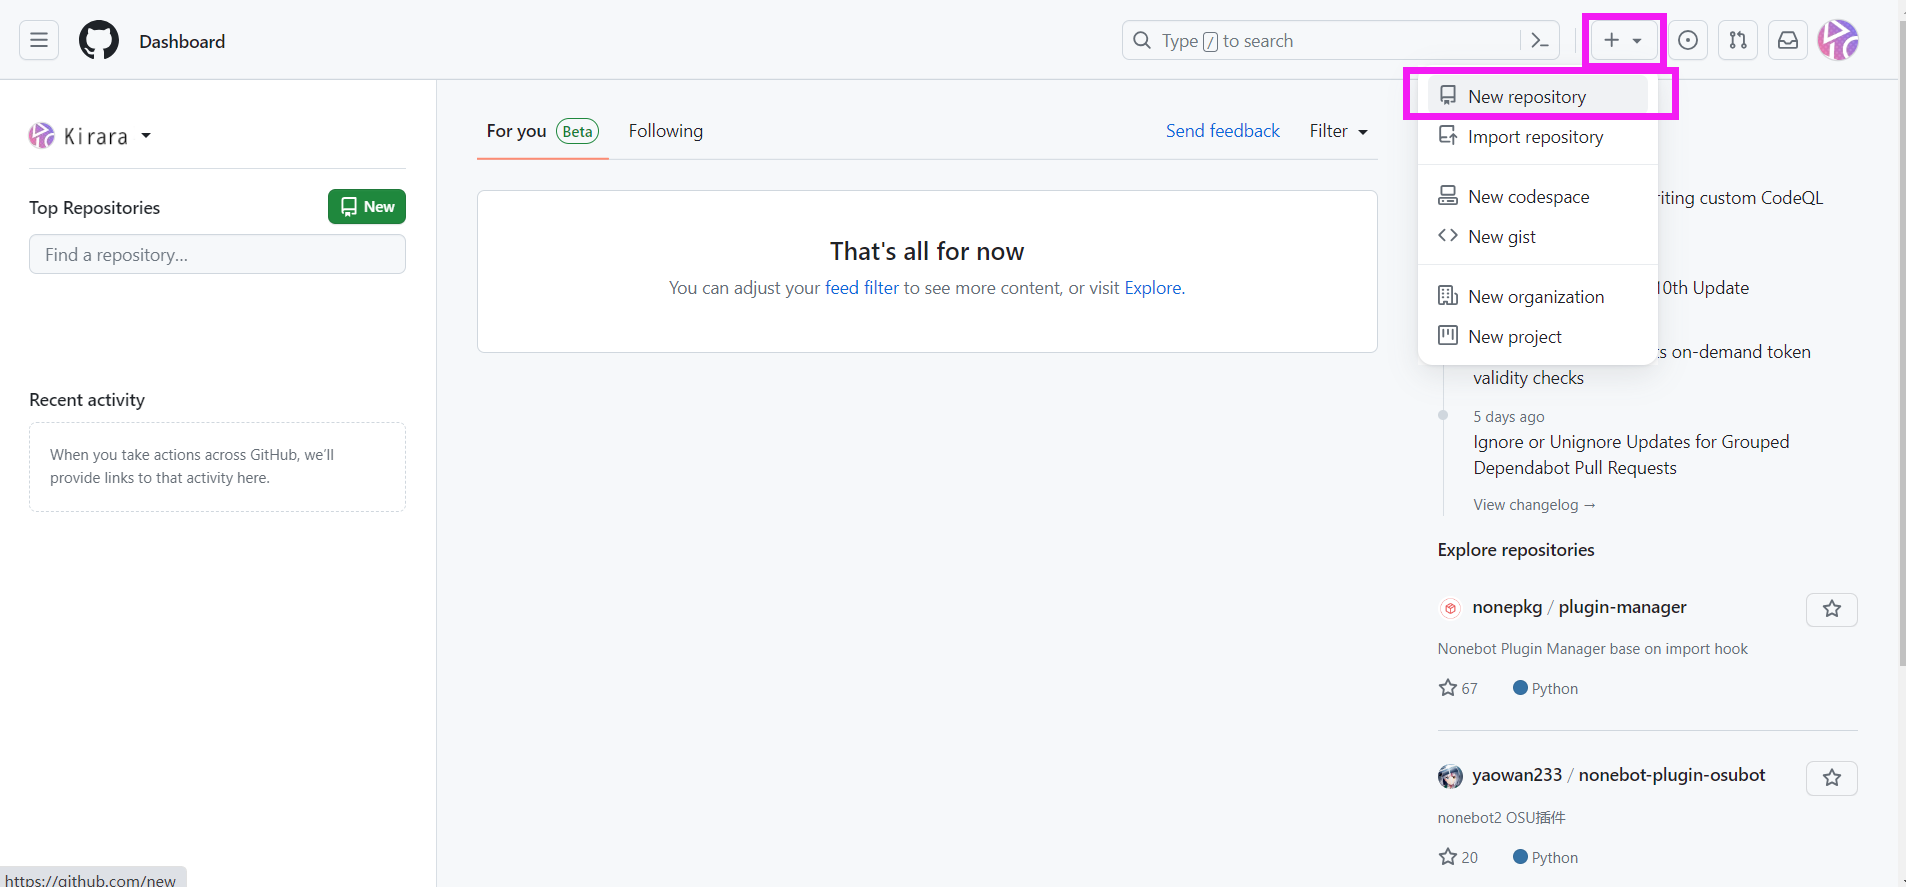 Dashboard
Type / to search
Kirara
Top Repositories
New
Find a repository...
Recent activity
When you take actions across GitHub, we'll
provide links to that activity here.
For you Beta
Following
Send feedback
Filter
That's all for now
You can adjust your feed filter to see more content, or visit Explore.
New repository
Import repository
New codespace
New gist
New organization
New project
riting custom CodeQL
10th Update
s on-demand token
validity checks
5 days ago
Ignore or Unignore Updates for Grouped
Dependabot Pull Requests
View changelog →
Explore repositories
nonepkg / plugin-manager
Nonebot Plugin Manager base on import hook
67 Python
yaowan233 / nonebot-plugin-osubot
nonebot2 OSU插件
20 Python
https://github.com/new